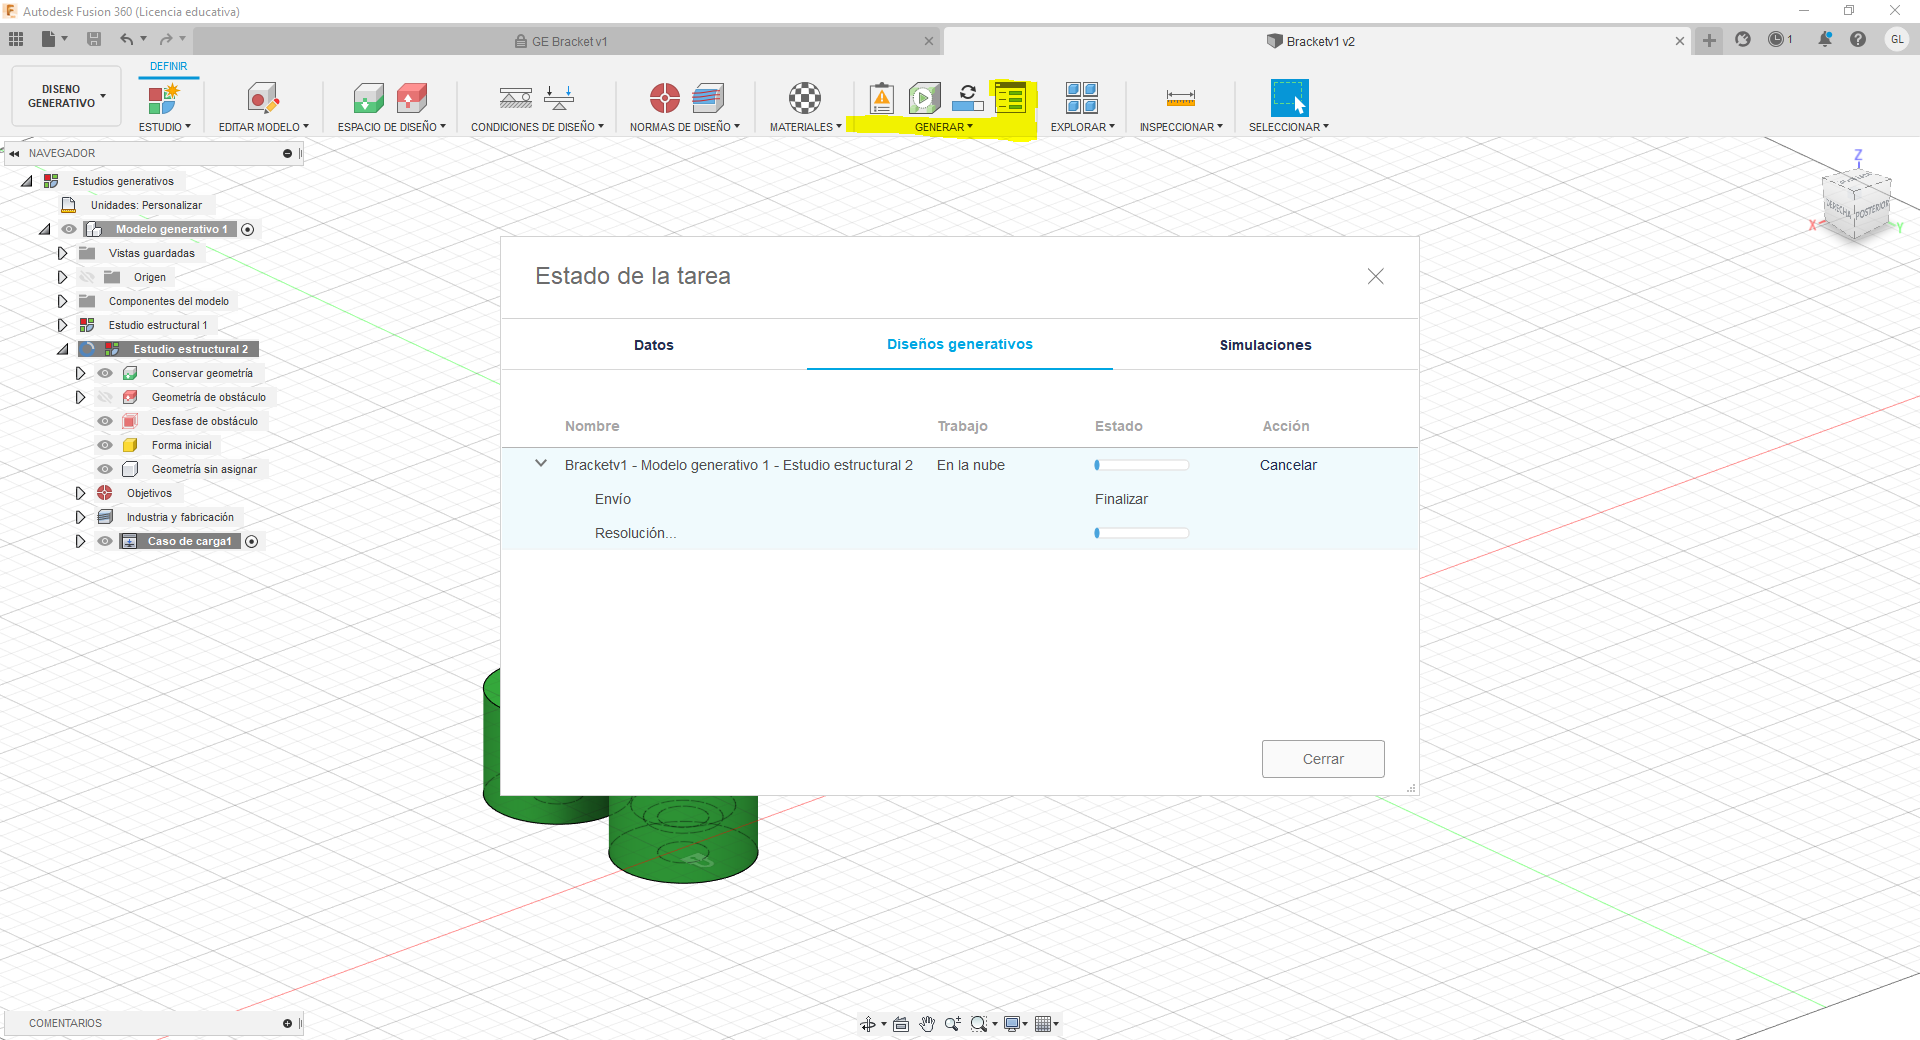 Autodesk Fusion 360 (Licencia educativa)
GE Bracket v1
Bracketv1 v2
1
GL
DISEÑO GENERATIVO
DEFINIR
ESTUDIO
EDITAR MODELO
ESPACIO DE DISEÑO
CONDICIONES DE DISEÑO
NORMAS DE DISEÑO
MATERIALES
GENERAR
EXPLORAR
INSPECCIONAR
SELECCIONAR
NAVEGADOR
Estudios generativos
Unidades: Personalizar
Modelo generativo 1
Vistas guardadas
Origen
Componentes del modelo
Estudio estructural 1
Estudio estructural 2
Conservar geometría
Geometría de obstáculo
Desfase de obstáculo
Forma inicial
Geometría sin asignar
Objetivos
Industria y fabricación
Caso de carga1
Z
DERECHA
POSTERIOR
X
Y
Estado de la tarea
Datos
Diseños generativos
Simulaciones
Nombre Trabajo Estado Acción
Bracketv1 - Modelo generativo 1 - Estudio estructural 2 En la nube Cancelar
Envío Finalizar
Resolución...
Cerrar
COMENTARIOS